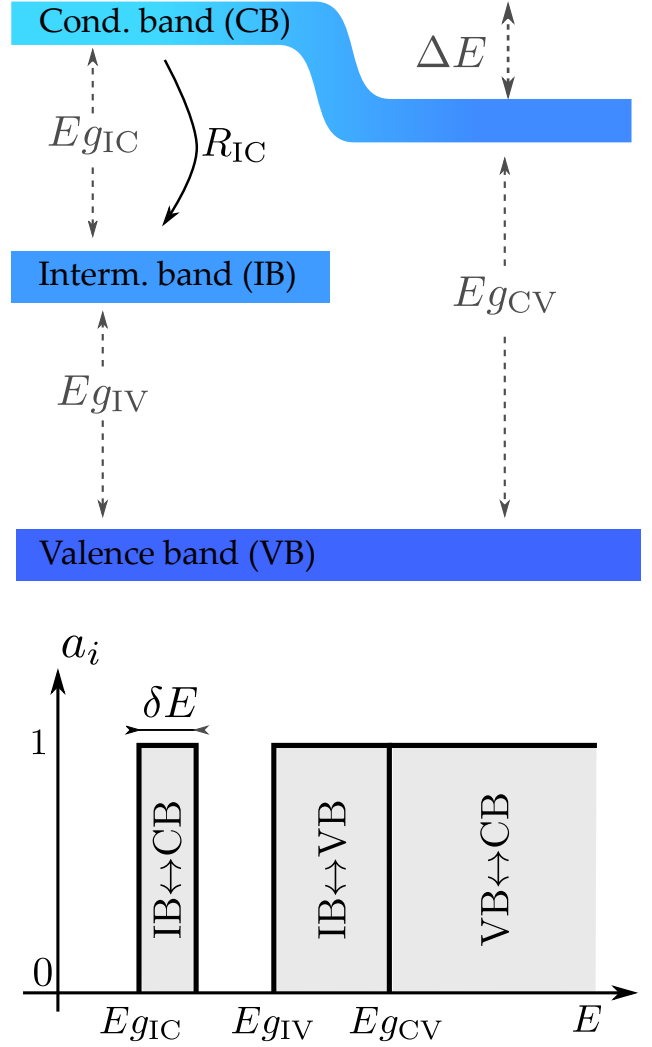 Cond. band (CB)
ΔE
Eg_IC
R_IC
Interm. band (IB)
Eg_CV
Eg_IV
Valence band (VB)
a_i
δE
1
IB↔CB
IB↔VB
VB↔CB
0
Eg_IC Eg_IV Eg_CV E